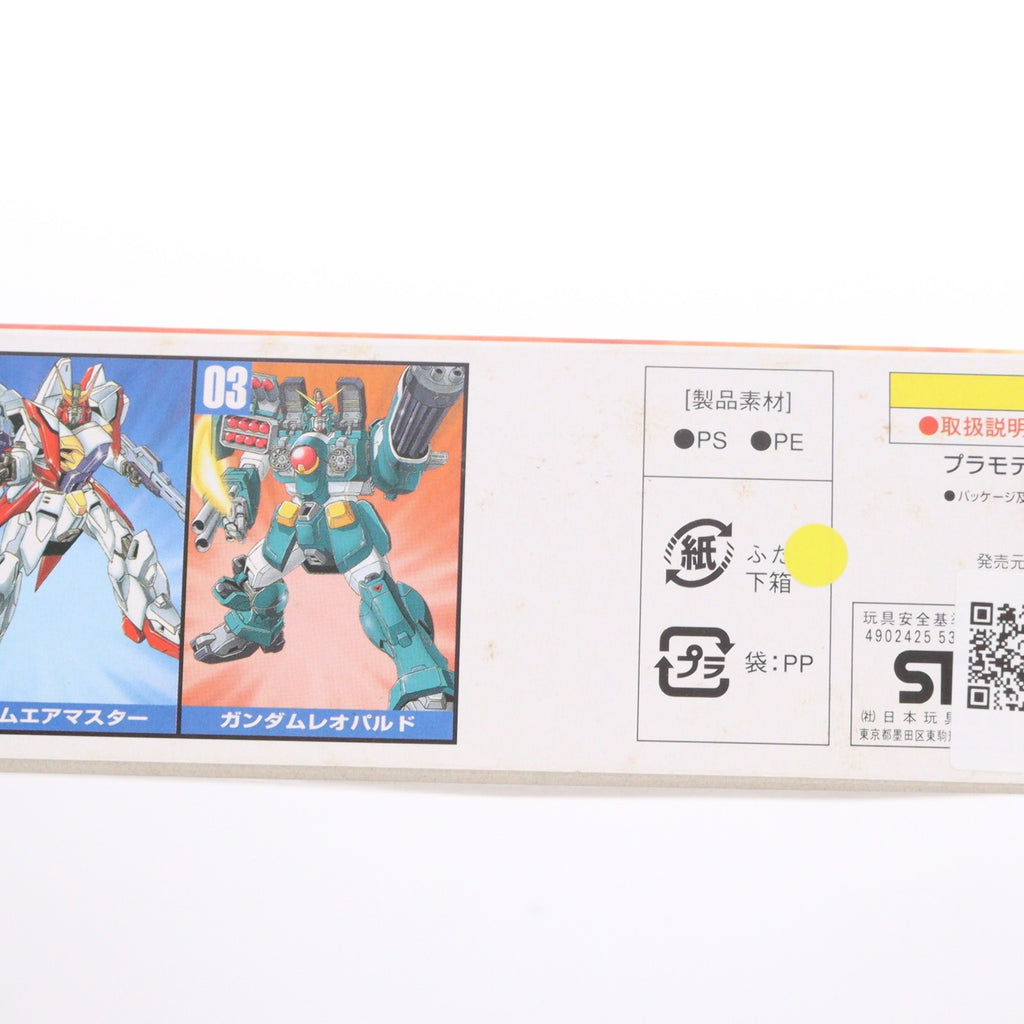 03
ムエアマスター
ガンダムレオパルド
[製品素材]
●PS ●PE
紙
ふた
下箱
プラ
袋：PP
●取扱説明
プラモデ
●パッケージ及
発売元
玩具安全基準
4902425 53
ST
(社)日本玩具
東京都墨田区東駒